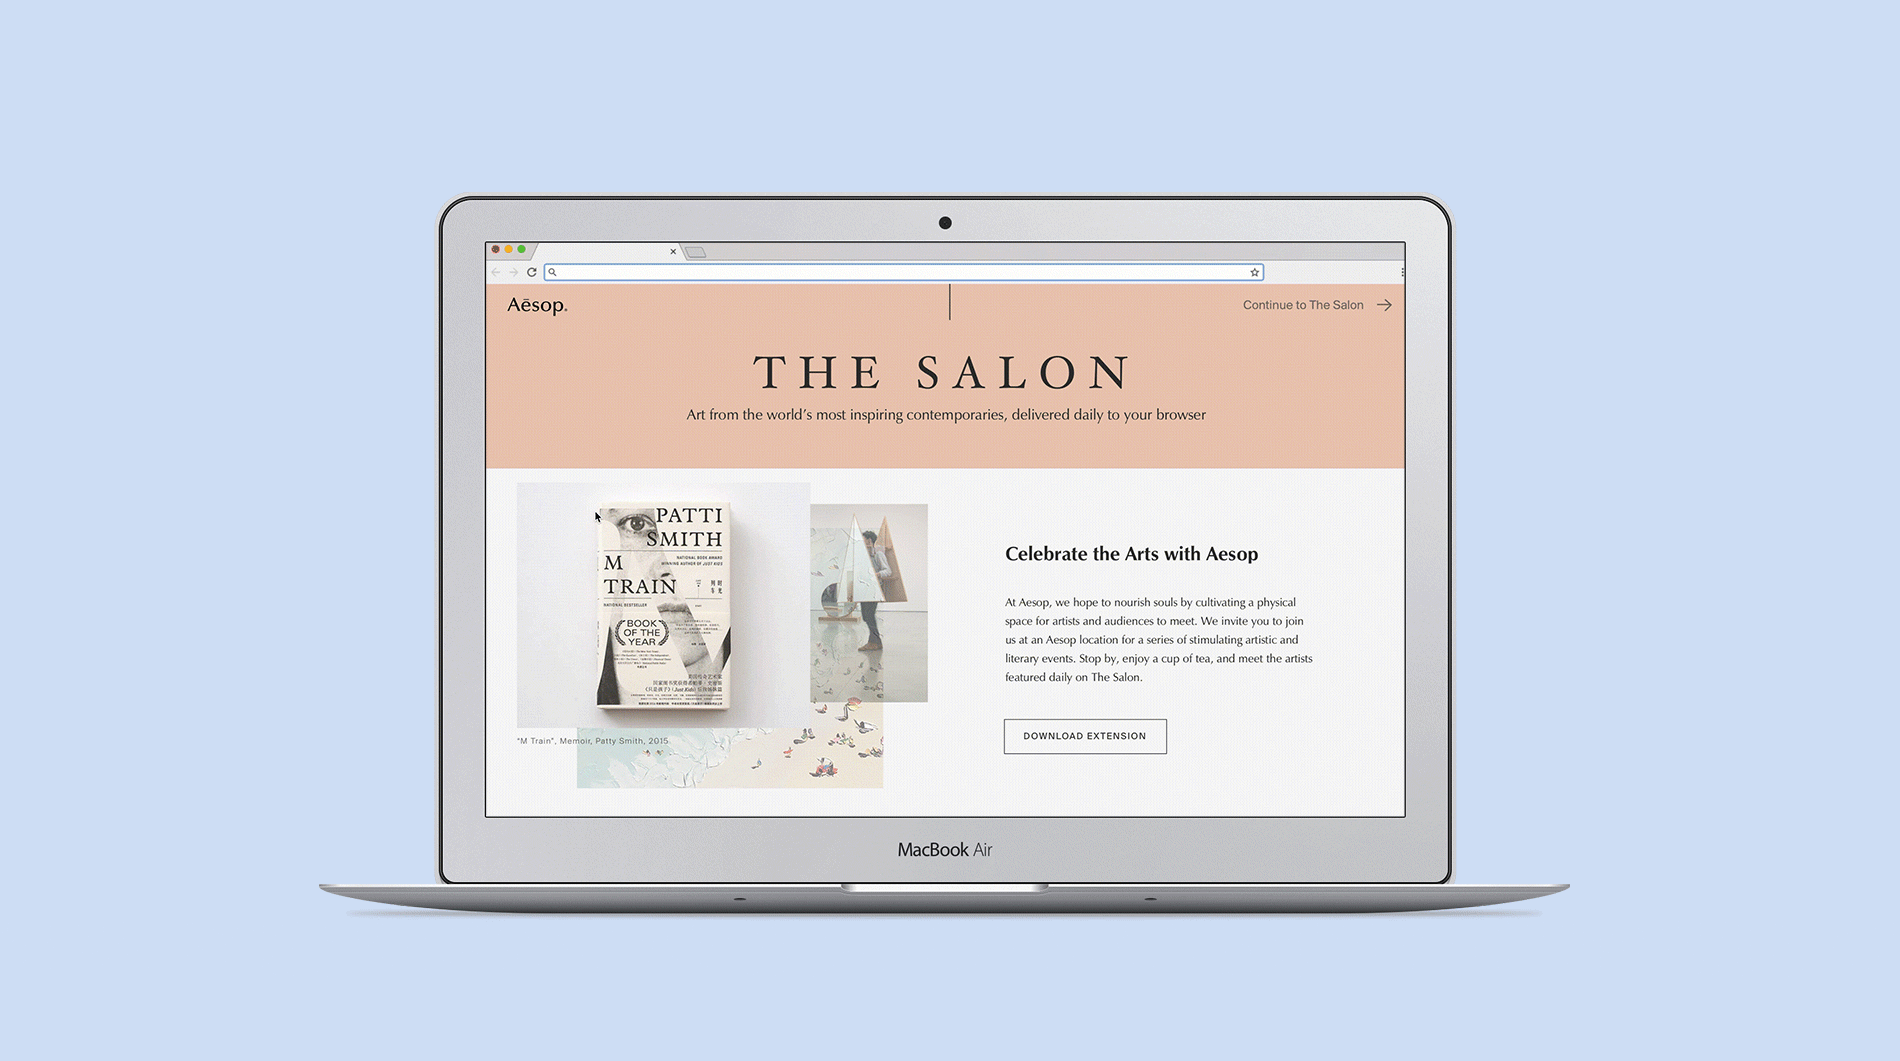 Aēsop.
Continue to The Salon
THE SALON
Art from the world's most inspiring contemporaries, delivered daily to your browser
PATTI
SMITH
NATIONAL BOOK AWARD
WINNING AUTHOR OF JUST KIDS
M
TRAIN
时
光
列
车
NATIONAL BESTSELLER
BOOK
OF THE
YEAR
"M Train", Memoir, Patty Smith, 2015
Celebrate the Arts with Aesop
At Aesop, we hope to nourish souls by cultivating a physical
space for artists and audiences to meet. We invite you to join
us at an Aesop location for a series of stimulating artistic and
literary events. Stop by, enjoy a cup of tea, and meet the artists
featured daily on The Salon.
DOWNLOAD EXTENSION
MacBook Air